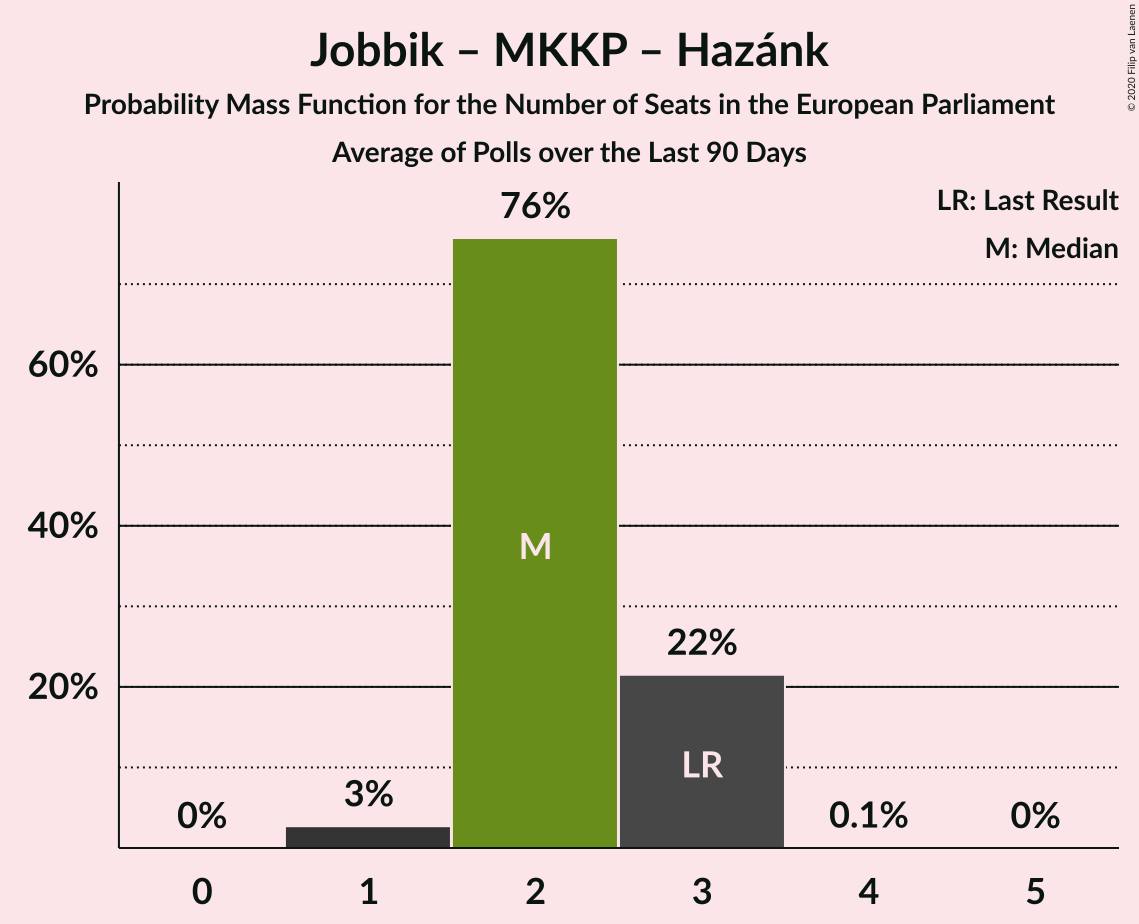 Jobbik – MKKP – Hazánk
Probability Mass Function for the Number of Seats in the European Parliament
Average of Polls over the Last 90 Days
© 2020 Filip van Laenen
LR: Last Result
M: Median
76%
60%
40%
M
22%
20%
LR
3%
0%
0.1%
0%
0 1 2 3 4 5